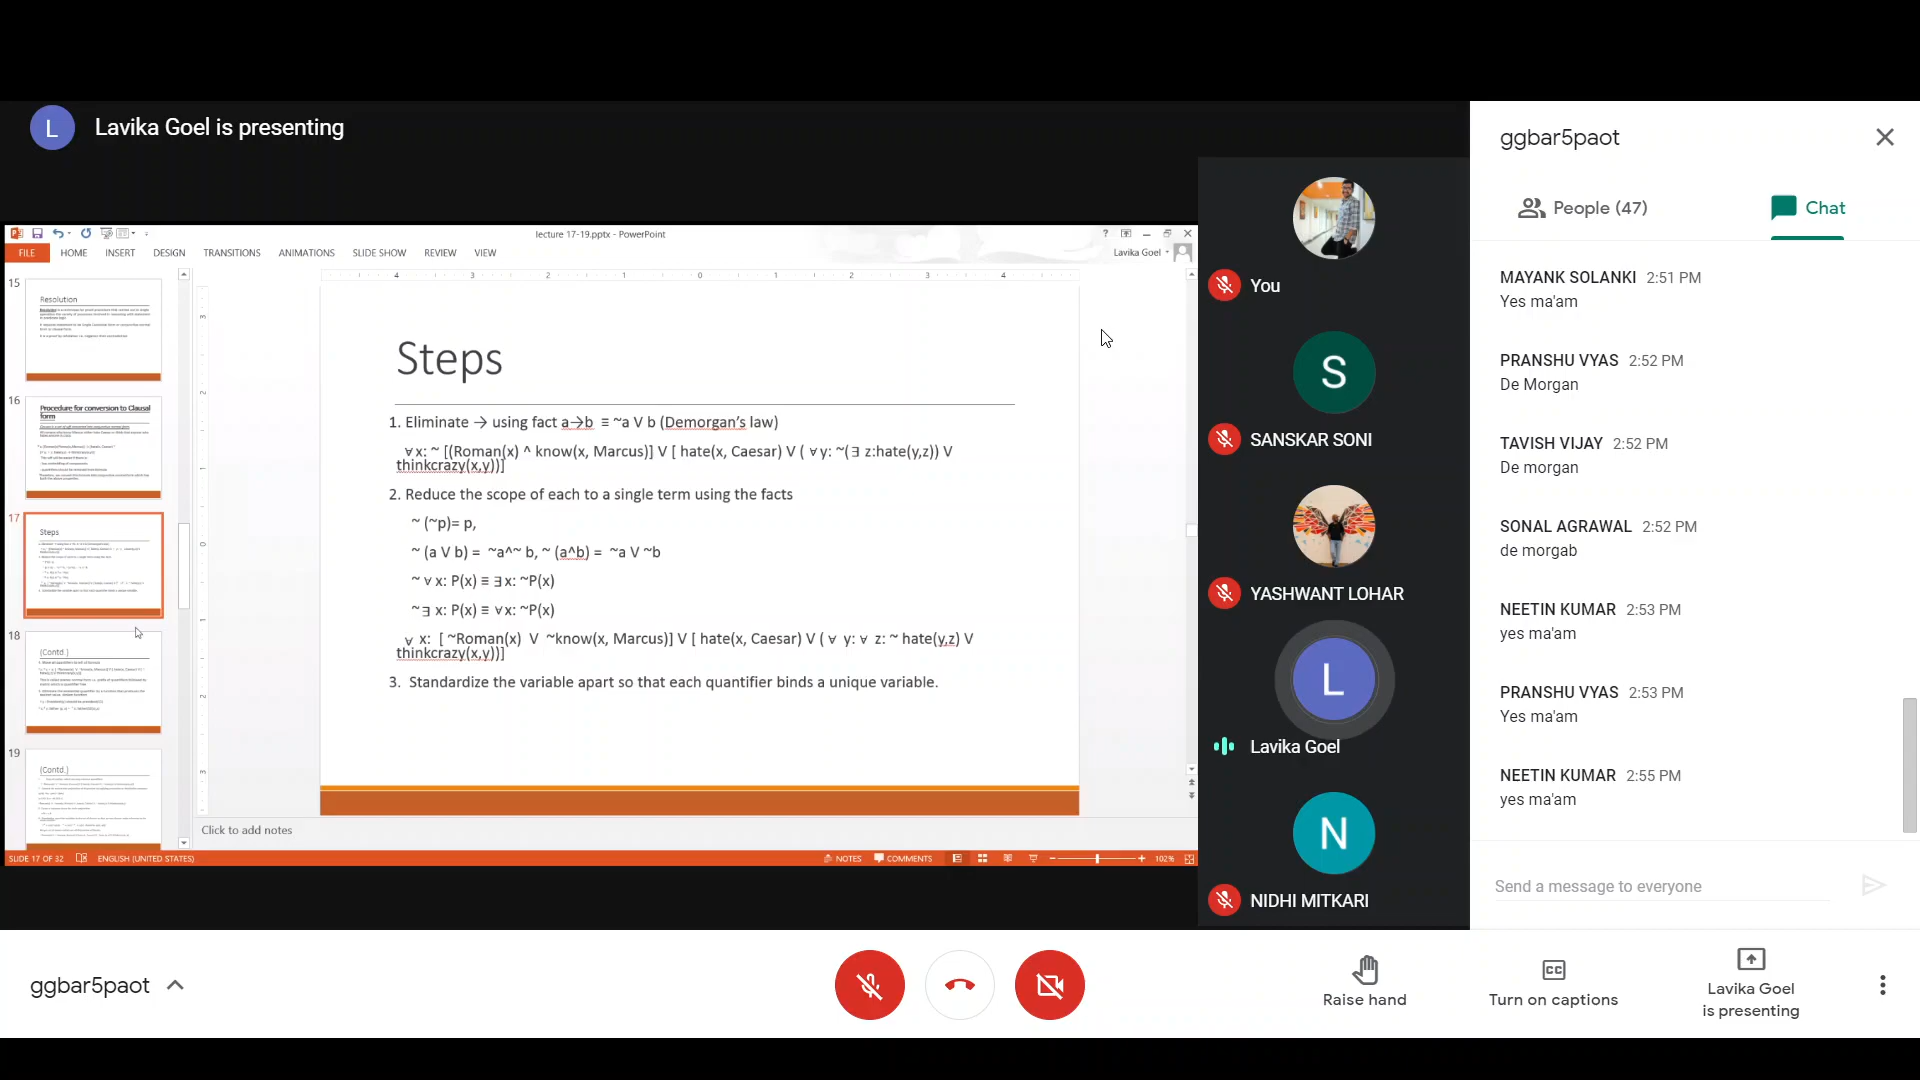 L
Lavika Goel is presenting
lecture 17-19.pptx - PowerPoint
FILE HOME INSERT DESIGN TRANSITIONS ANIMATIONS SLIDE SHOW REVIEW VIEW
Lavika Goel
15
Resolution
16
Procedure for conversion to Clausal
form
17
Steps
18
(Contd.)
19
(Contd.)
Steps
1. Eliminate → using fact a→b ≡ ~a V b (Demorgan's law)
∀x: ~ [(Roman(x) ^ know(x, Marcus)] V [ hate(x, Caesar) V ( ∀y: ~(∃ z:hate(y,z)) V
thinkcrazy(x,y))]
2. Reduce the scope of each to a single term using the facts
~ (~p)= p,
~ (a V b) = ~a^~ b, ~ (a^b) = ~a V ~b
~ ∀x: P(x) ≡ ∃x: ~P(x)
~∃ x: P(x) ≡ ∀x: ~P(x)
∀ x: [ ~Roman(x) V ~know(x, Marcus)] V [ hate(x, Caesar) V ( ∀ y: ∀ z: ~ hate(y,z) V
thinkcrazy(x,y))]
3. Standardize the variable apart so that each quantifier binds a unique variable.
Click to add notes
SLIDE 17 OF 32 ENGLISH (UNITED STATES)
NOTES COMMENTS 102%
You
S
SANSKAR SONI
YASHWANT LOHAR
L
Lavika Goel
N
NIDHI MITKARI
ggbar5paot
People (47)
Chat
MAYANK SOLANKI 2:51 PM
Yes ma'am
PRANSHU VYAS 2:52 PM
De Morgan
TAVISH VIJAY 2:52 PM
De morgan
SONAL AGRAWAL 2:52 PM
de morgab
NEETIN KUMAR 2:53 PM
yes ma'am
PRANSHU VYAS 2:53 PM
Yes ma'am
NEETIN KUMAR 2:55 PM
yes ma'am
Send a message to everyone
ggbar5paot
Raise hand
CC
Turn on captions
Lavika Goel
is presenting